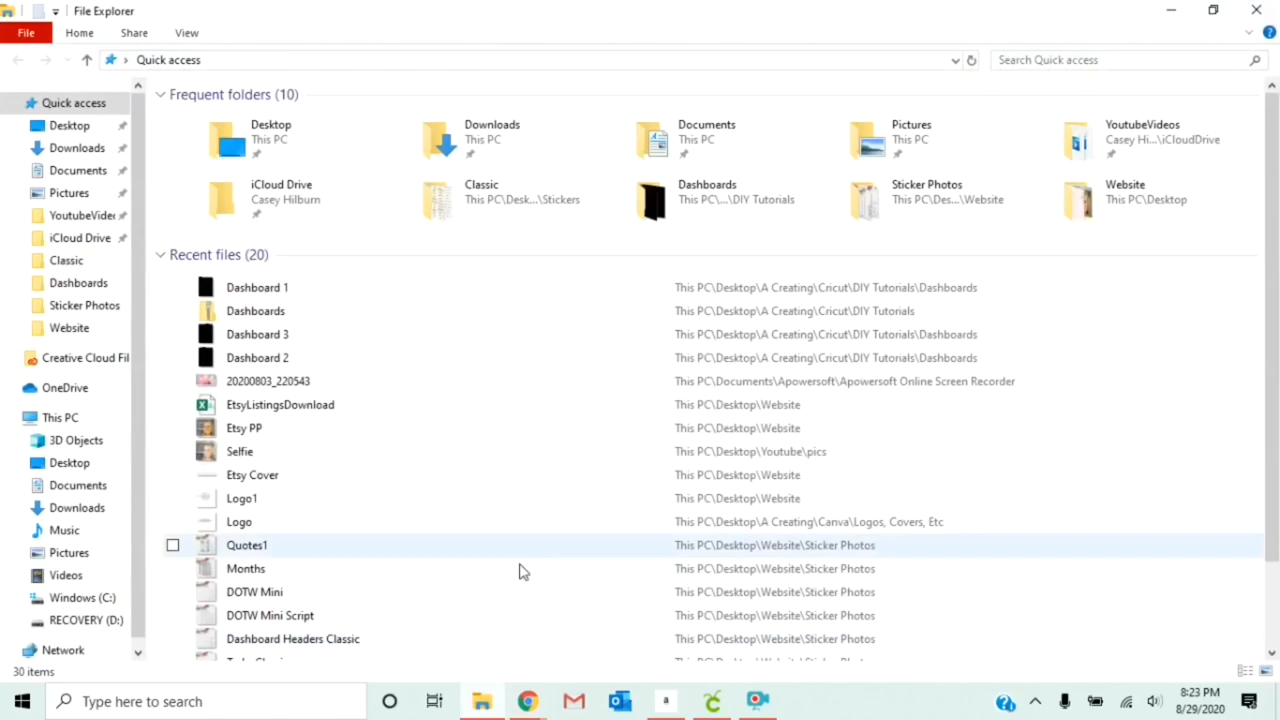 File Explorer
File Home Share View
Quick access
Search Quick access
Quick access
Desktop
Downloads
Documents
Pictures
YoutubeVide
iCloud Drive
Classic
Dashboards
Sticker Photos
Website
Creative Cloud Fil
OneDrive
This PC
3D Objects
Desktop
Documents
Downloads
Music
Pictures
Videos
Windows (C:)
RECOVERY (D:)
Network
Frequent folders (10)
Desktop
This PC
Downloads
This PC
Documents
This PC
Pictures
This PC
YoutubeVideos
Casey Hi...\iCloudDrive
iCloud Drive
Casey Hilburn
Classic
This PC\Desk...\Stickers
Dashboards
This PC\...\DIY Tutorials
Sticker Photos
This PC\Des...\Website
Website
This PC\Desktop
Recent files (20)
Dashboard 1 This PC\Desktop\A Creating\Cricut\DIY Tutorials\Dashboards
Dashboards This PC\Desktop\A Creating\Cricut\DIY Tutorials
Dashboard 3 This PC\Desktop\A Creating\Cricut\DIY Tutorials\Dashboards
Dashboard 2 This PC\Desktop\A Creating\Cricut\DIY Tutorials\Dashboards
20200803_220543 This PC\Documents\Apowersoft\Apowersoft Online Screen Recorder
EtsyListingsDownload This PC\Desktop\Website
Etsy PP This PC\Desktop\Website
Selfie This PC\Desktop\Youtube\pics
Etsy Cover This PC\Desktop\Website
Logo1 This PC\Desktop\Website
Logo This PC\Desktop\A Creating\Canva\Logos, Covers, Etc
Quotes1 This PC\Desktop\Website\Sticker Photos
Months This PC\Desktop\Website\Sticker Photos
DOTW Mini This PC\Desktop\Website\Sticker Photos
DOTW Mini Script This PC\Desktop\Website\Sticker Photos
Dashboard Headers Classic This PC\Desktop\Website\Sticker Photos
30 items
Type here to search
a
8:23 PM
8/29/2020